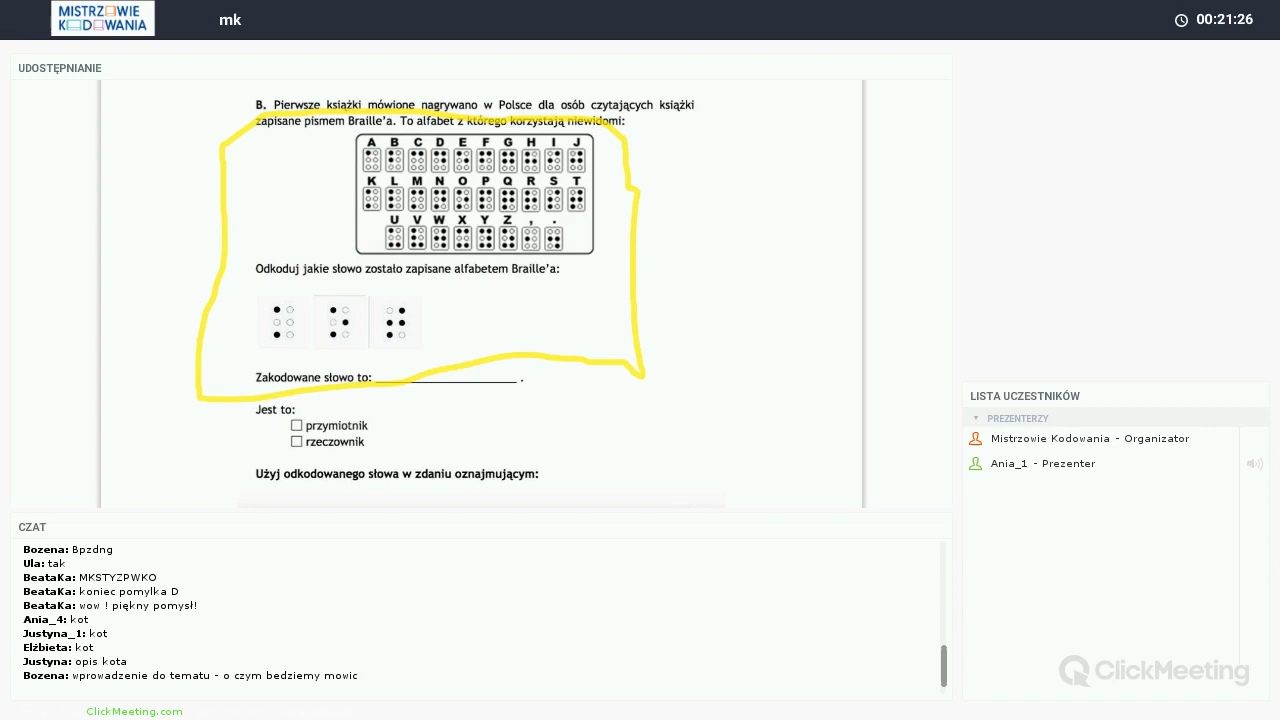 MISTRZOWIE
KODOWANIA
mk
00:21:26
UDOSTĘPNIANIE
B. Pierwsze książki mówione nagrywano w Polsce dla osób czytających książki
zapisane pismem Braille'a. To alfabet z którego korzystają niewidomi:
A B C D E F G H I J
K L M N O P Q R S T
U V W X Y Z , .
Odkoduj jakie słowo zostało zapisane alfabetem Braille'a:
Zakodowane słowo to: ______________________ .
Jest to:
przymiotnik
rzeczownik
Użyj odkodowanego słowa w zdaniu oznajmującym:
LISTA UCZESTNIKÓW
PREZENTERZY
Mistrzowie Kodowania - Organizator
Ania_1 - Prezenter
CZAT
Bozena: Bpzdng
Ula: tak
BeataKa: MKSTYZPWKO
BeataKa: koniec pomylka D
BeataKa: wow ! piękny pomysł!
Ania_4: kot
Justyna_1: kot
Elżbieta: kot
Justyna: opis kota
Bozena: wprowadzenie do tematu - o czym bedziemy mowic
ClickMeeting
ClickMeeting.com